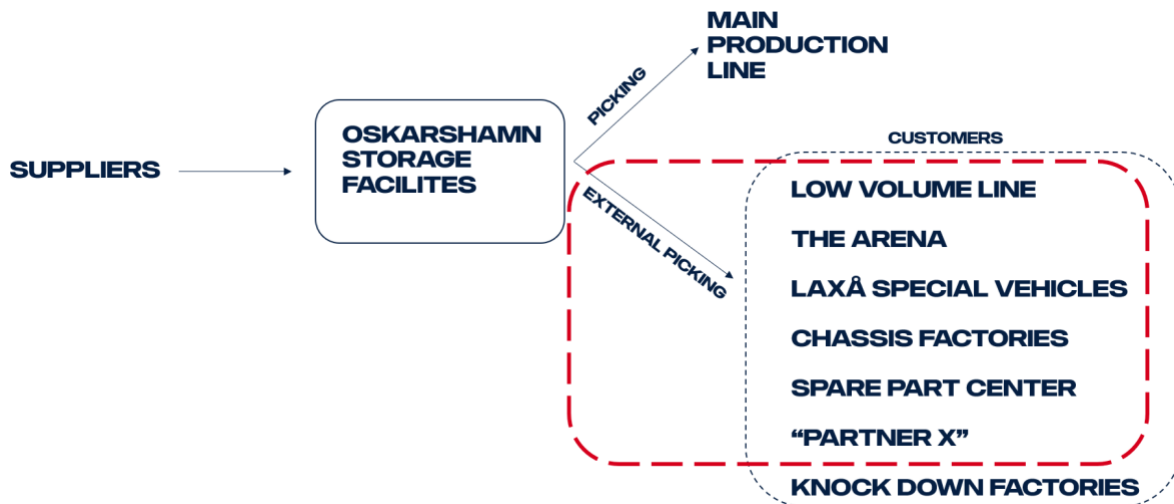 SUPPLIERS
OSKARSHAMN
STORAGE
FACILITES
PICKING
EXTERNAL PICKING
MAIN
PRODUCTION
LINE
CUSTOMERS
LOW VOLUME LINE
THE ARENA
LAXÅ SPECIAL VEHICLES
CHASSIS FACTORIES
SPARE PART CENTER
“PARTNER X”
KNOCK DOWN FACTORIES